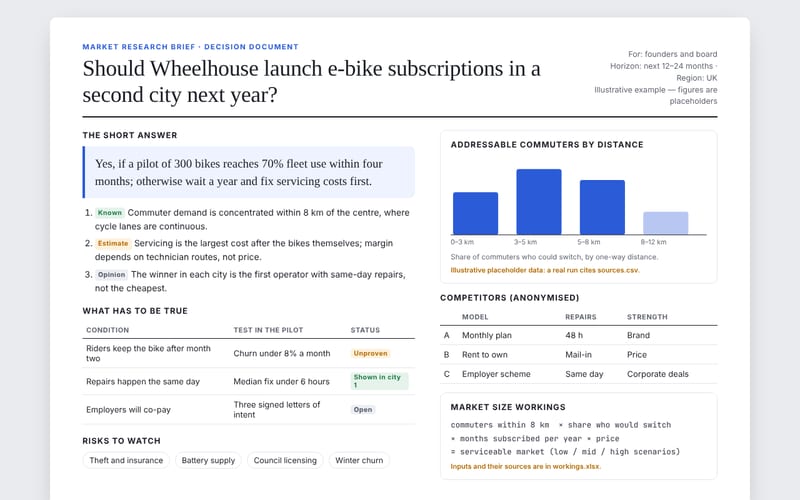 MARKET RESEARCH BRIEF · DECISION DOCUMENT
Should Wheelhouse launch e-bike subscriptions in a
second city next year?
For: founders and board
Horizon: next 12–24 months ·
Region: UK
Illustrative example — figures are
placeholders
THE SHORT ANSWER
Yes, if a pilot of 300 bikes reaches 70% fleet use within four
months; otherwise wait a year and fix servicing costs first.
1. Known Commuter demand is concentrated within 8 km of the centre, where
cycle lanes are continuous.
2. Estimate Servicing is the largest cost after the bikes themselves; margin
depends on technician routes, not price.
3. Opinion The winner in each city is the first operator with same-day repairs,
not the cheapest.
WHAT HAS TO BE TRUE
CONDITION TEST IN THE PILOT STATUS
Riders keep the bike after month
two
Churn under 8% a month Unproven
Repairs happen the same day Median fix under 6 hours Shown in city
1
Employers will co-pay Three signed letters of
intent
Open
RISKS TO WATCH
Theft and insurance Battery supply Council licensing Winter churn
ADDRESSABLE COMMUTERS BY DISTANCE
0–3 km 3–5 km 5–8 km 8–12 km
Share of commuters who could switch, by one-way distance.
Illustrative placeholder data: a real run cites sources.csv.
COMPETITORS (ANONYMISED)
MODEL REPAIRS STRENGTH
A Monthly plan 48 h Brand
B Rent to own Mail-in Price
C Employer scheme Same day Corporate deals
MARKET SIZE WORKINGS
commuters within 8 km × share who would switch
× months subscribed per year × price
= serviceable market (low / mid / high scenarios)
Inputs and their sources are in workings.xlsx.